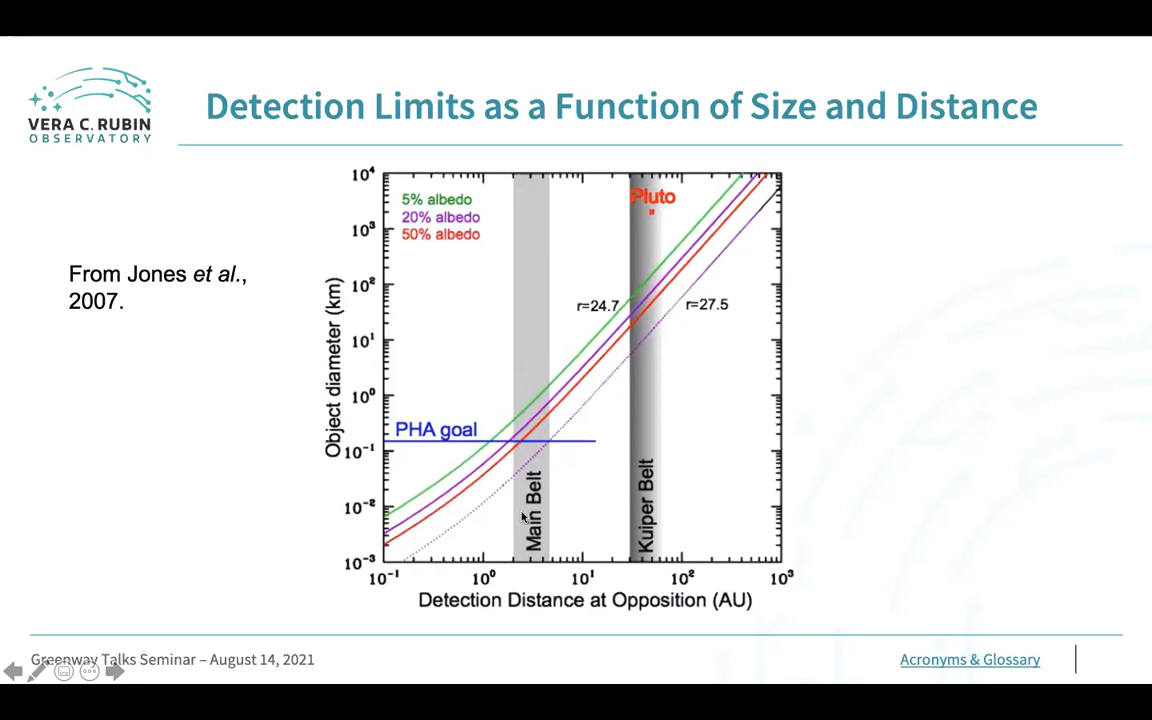 VERA C. RUBIN
OBSERVATORY
Detection Limits as a Function of Size and Distance
From Jones et al.,
2007.
5% albedo
20% albedo
50% albedo
Pluto
r=24.7
r=27.5
PHA goal
Main Belt
Kuiper Belt
Object diameter (km)
10⁴
10³
10²
10¹
10⁰
10⁻¹
10⁻²
10⁻³
10⁻¹ 10⁰ 10¹ 10² 10³
Detection Distance at Opposition (AU)
Greenway Talks Seminar – August 14, 2021
Acronyms & Glossary